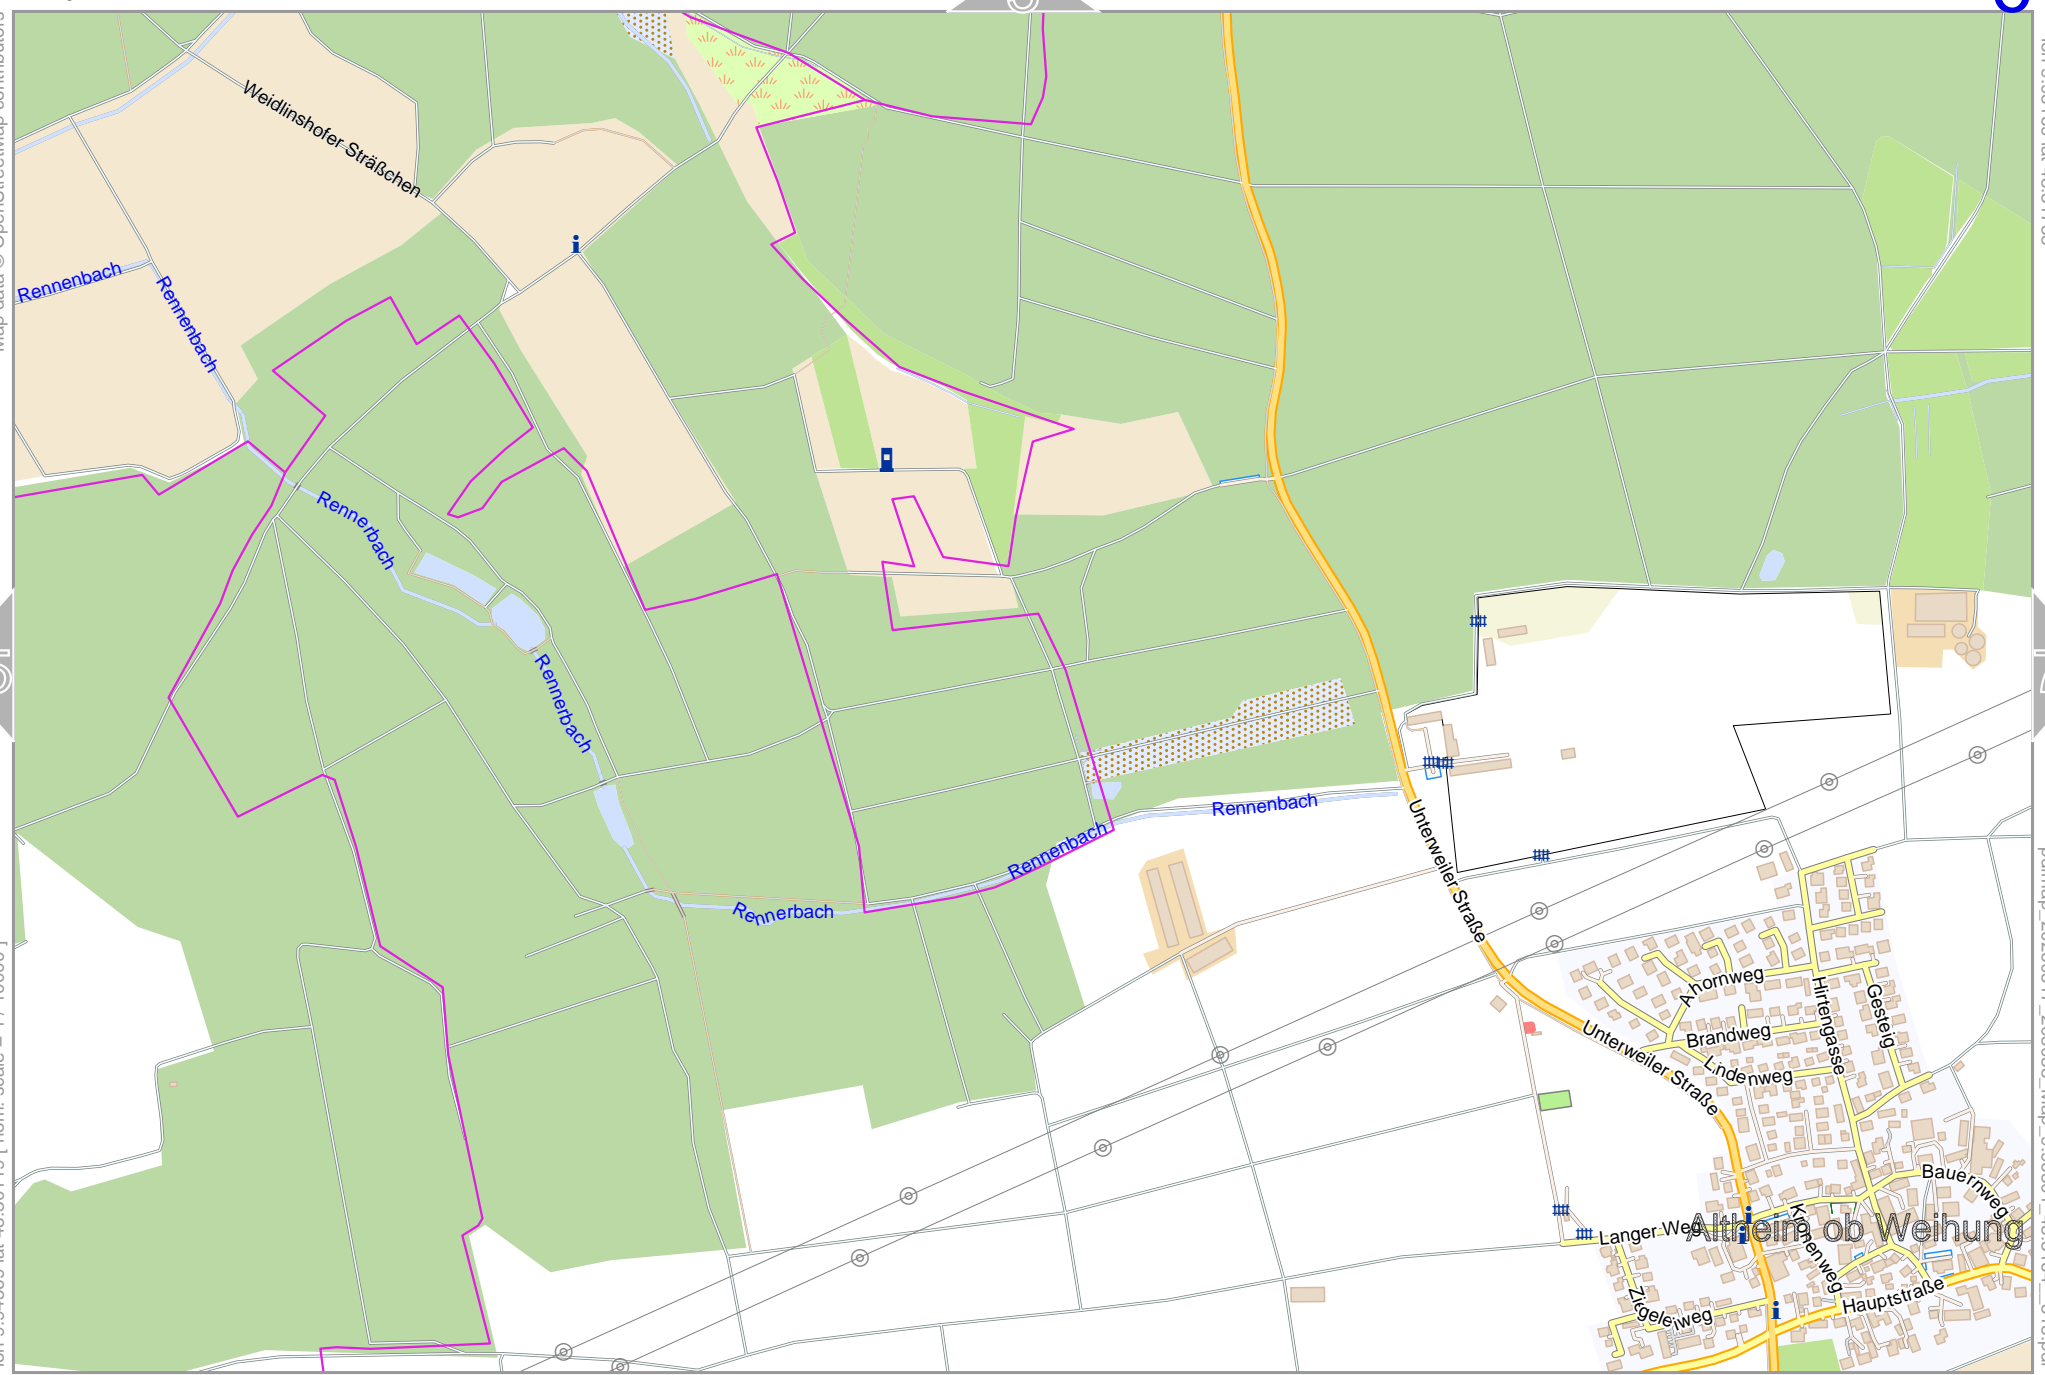 Weidlinshofer Sträßchen
Rennenbach
Rennenbach
Rennerbach
Rennerbach
Rennerbach
Rennenbach
Rennenbach
Unterweiler Straße
Unterweiler Straße
Ahornweg
Brandweg
Lindenweg
Hirtengasse
Gesteig
Bauernweg
Langer Weg
Altheim ob Weihung
Kronenweg
Hauptstraße
Ziegeleiweg